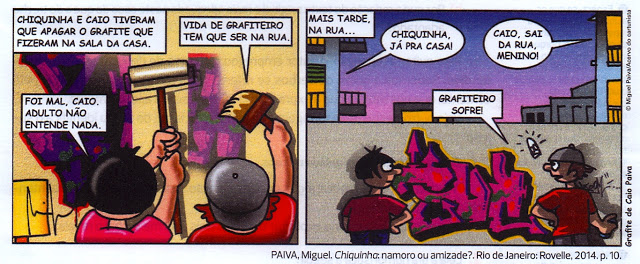 CHIQUINHA E CAIO TIVERAM
QUE APAGAR O GRAFITE QUE
FIZERAM NA SALA DA CASA.
VIDA DE GRAFITEIRO
TEM QUE SER NA RUA.
FOI MAL, CAIO.
ADULTO NÃO
ENTENDE NADA.
MAIS TARDE,
NA RUA...
CHIQUINHA,
JÁ PRA CASA!
CAIO, SAI
DA RUA,
MENINO!
GRAFITEIRO
SOFRE!
© Miguel Paiva/Acervo do cartunista
Grafite de Caio Paiva
PAIVA, Miguel. Chiquinha: namoro ou amizade?. Rio de Janeiro: Rovelle, 2014. p. 10.